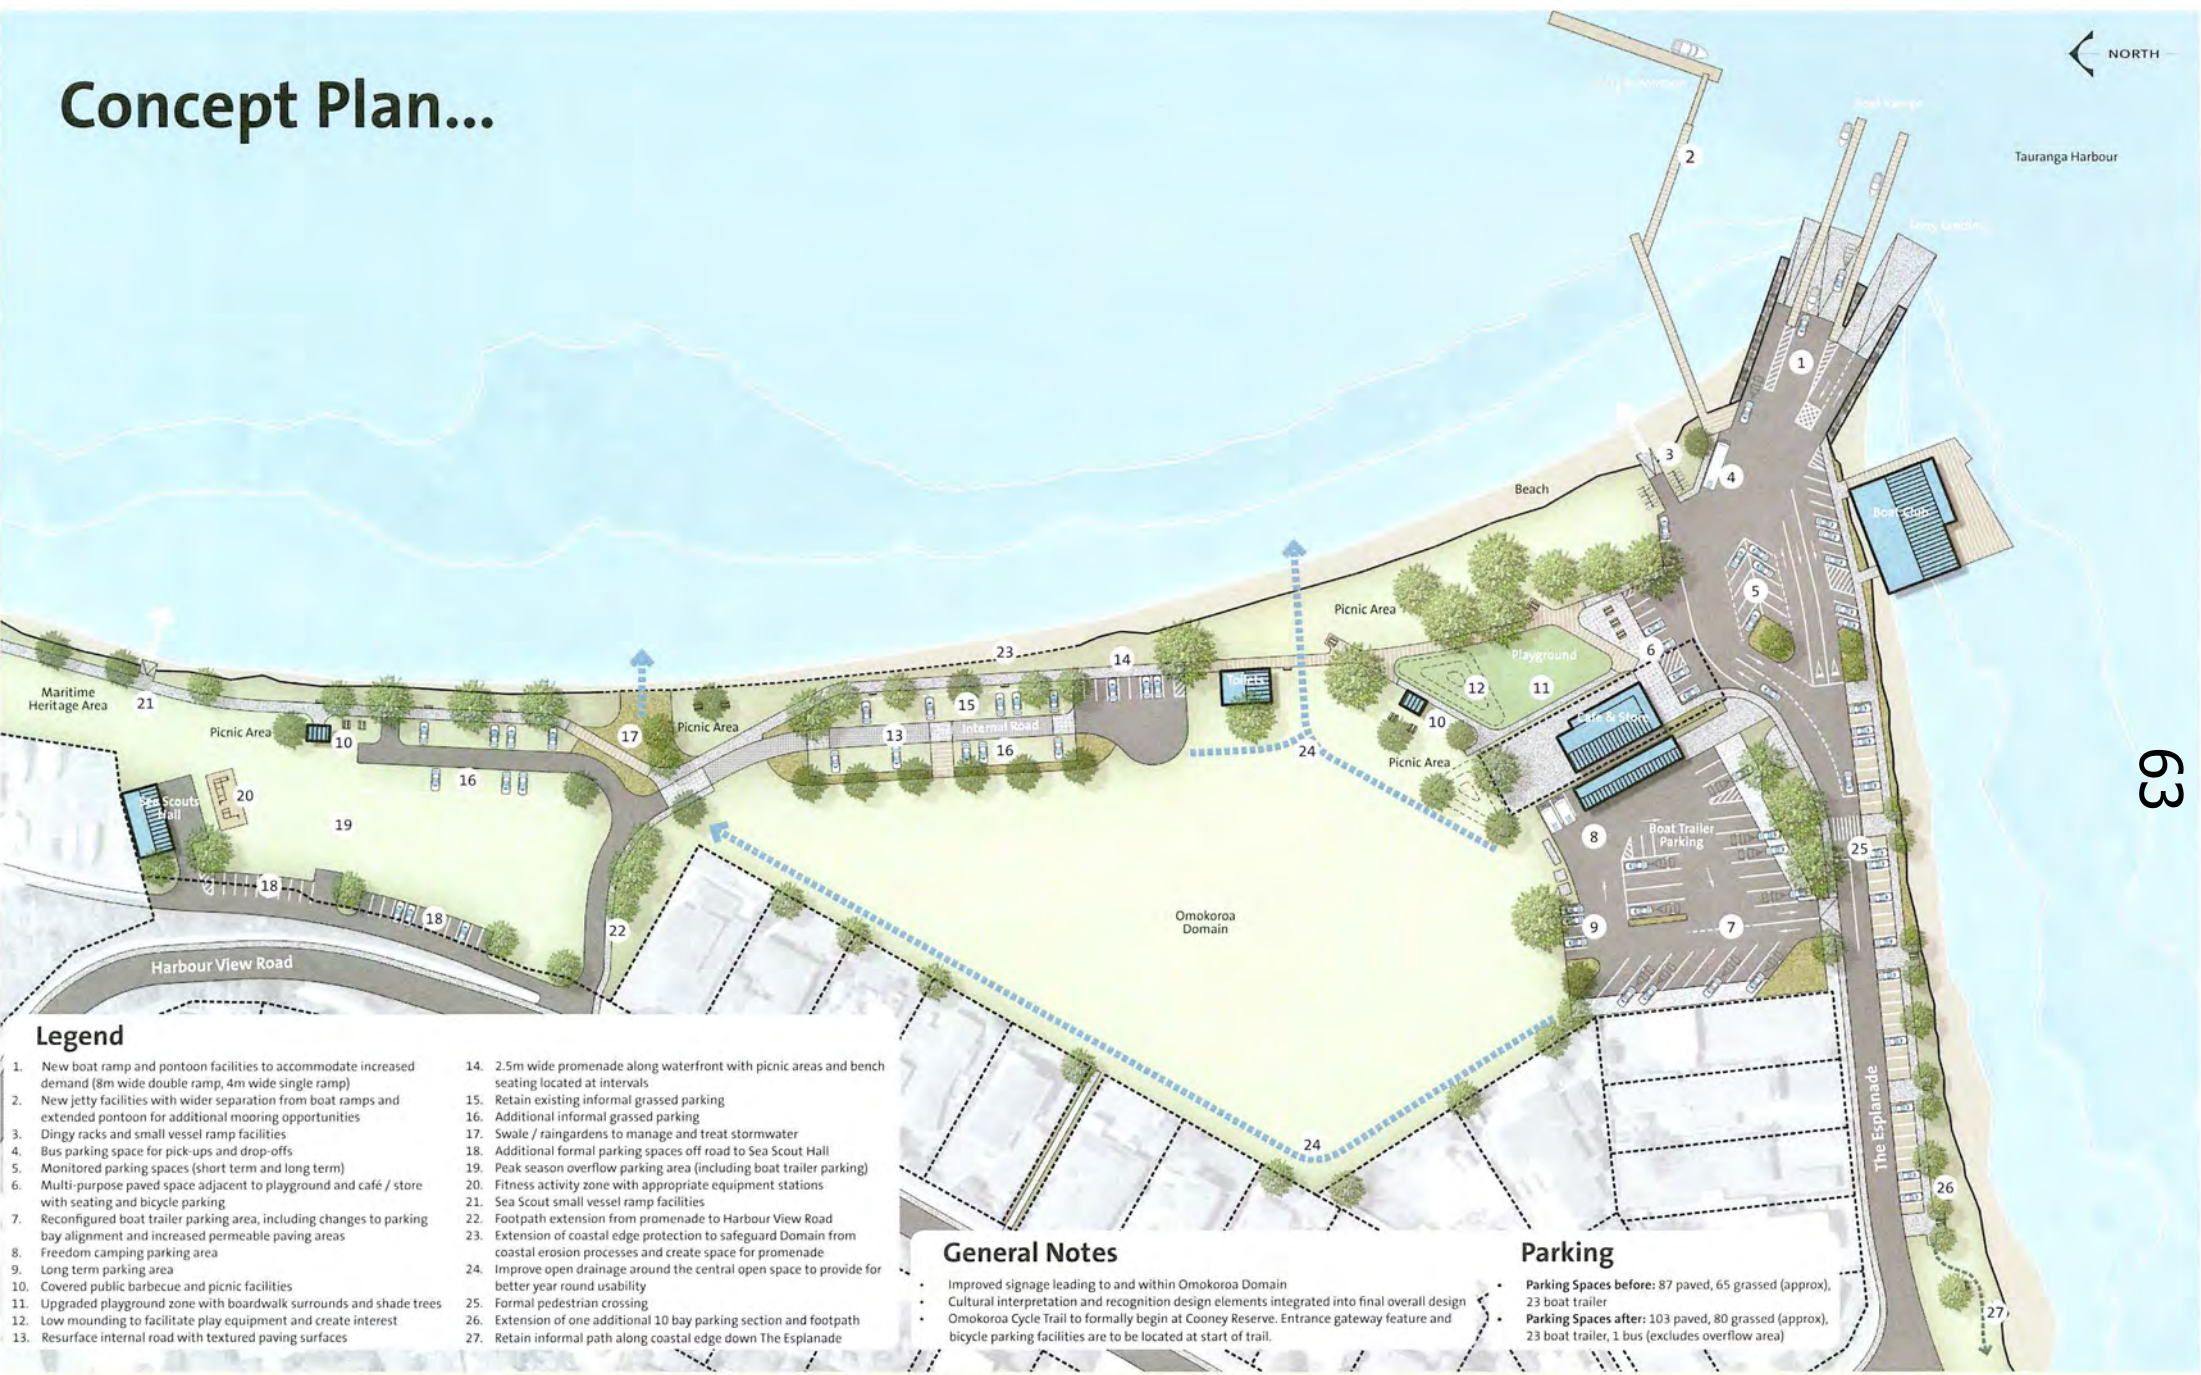 Concept Plan...
NORTH
Tauranga Harbour
2
1
3
4
Beach
Boat Club
5
Picnic Area
Playground
6
23
14
Toilets
12
11
10
Cafe & Store
Maritime
Heritage Area
21
Picnic Area
10
17
Picnic Area
15
13
Internal Road
16
24
Picnic Area
16
Sea Scouts
Hall
20
19
8
Boat Trailer
Parking
25
18
18
22
Omokoroa
Domain
9
7
Harbour View Road
63
24
The Esplanade
26
27
Legend
1. New boat ramp and pontoon facilities to accommodate increased
demand (8m wide double ramp, 4m wide single ramp)
2. New jetty facilities with wider separation from boat ramps and
extended pontoon for additional mooring opportunities
3. Dingy racks and small vessel ramp facilities
4. Bus parking space for pick-ups and drop-offs
5. Monitored parking spaces (short term and long term)
6. Multi-purpose paved space adjacent to playground and café / store
with seating and bicycle parking
7. Reconfigured boat trailer parking area, including changes to parking
bay alignment and increased permeable paving areas
8. Freedom camping parking area
9. Long term parking area
10. Covered public barbecue and picnic facilities
11. Upgraded playground zone with boardwalk surrounds and shade trees
12. Low mounding to facilitate play equipment and create interest
13. Resurface internal road with textured paving surfaces
14. 2.5m wide promenade along waterfront with picnic areas and bench
seating located at intervals
15. Retain existing informal grassed parking
16. Additional informal grassed parking
17. Swale / raingardens to manage and treat stormwater
18. Additional formal parking spaces off road to Sea Scout Hall
19. Peak season overflow parking area (including boat trailer parking)
20. Fitness activity zone with appropriate equipment stations
21. Sea Scout small vessel ramp facilities
22. Footpath extension from promenade to Harbour View Road
23. Extension of coastal edge protection to safeguard Domain from
coastal erosion processes and create space for promenade
24. Improve open drainage around the central open space to provide for
better year round usability
25. Formal pedestrian crossing
26. Extension of one additional 10 bay parking section and footpath
27. Retain informal path along coastal edge down The Esplanade
General Notes
• Improved signage leading to and within Omokoroa Domain
• Cultural interpretation and recognition design elements integrated into final overall design
• Omokoroa Cycle Trail to formally begin at Cooney Reserve. Entrance gateway feature and
bicycle parking facilities are to be located at start of trail.
Parking
• Parking Spaces before: 87 paved, 65 grassed (approx),
23 boat trailer
• Parking Spaces after: 103 paved, 80 grassed (approx),
23 boat trailer, 1 bus (excludes overflow area)